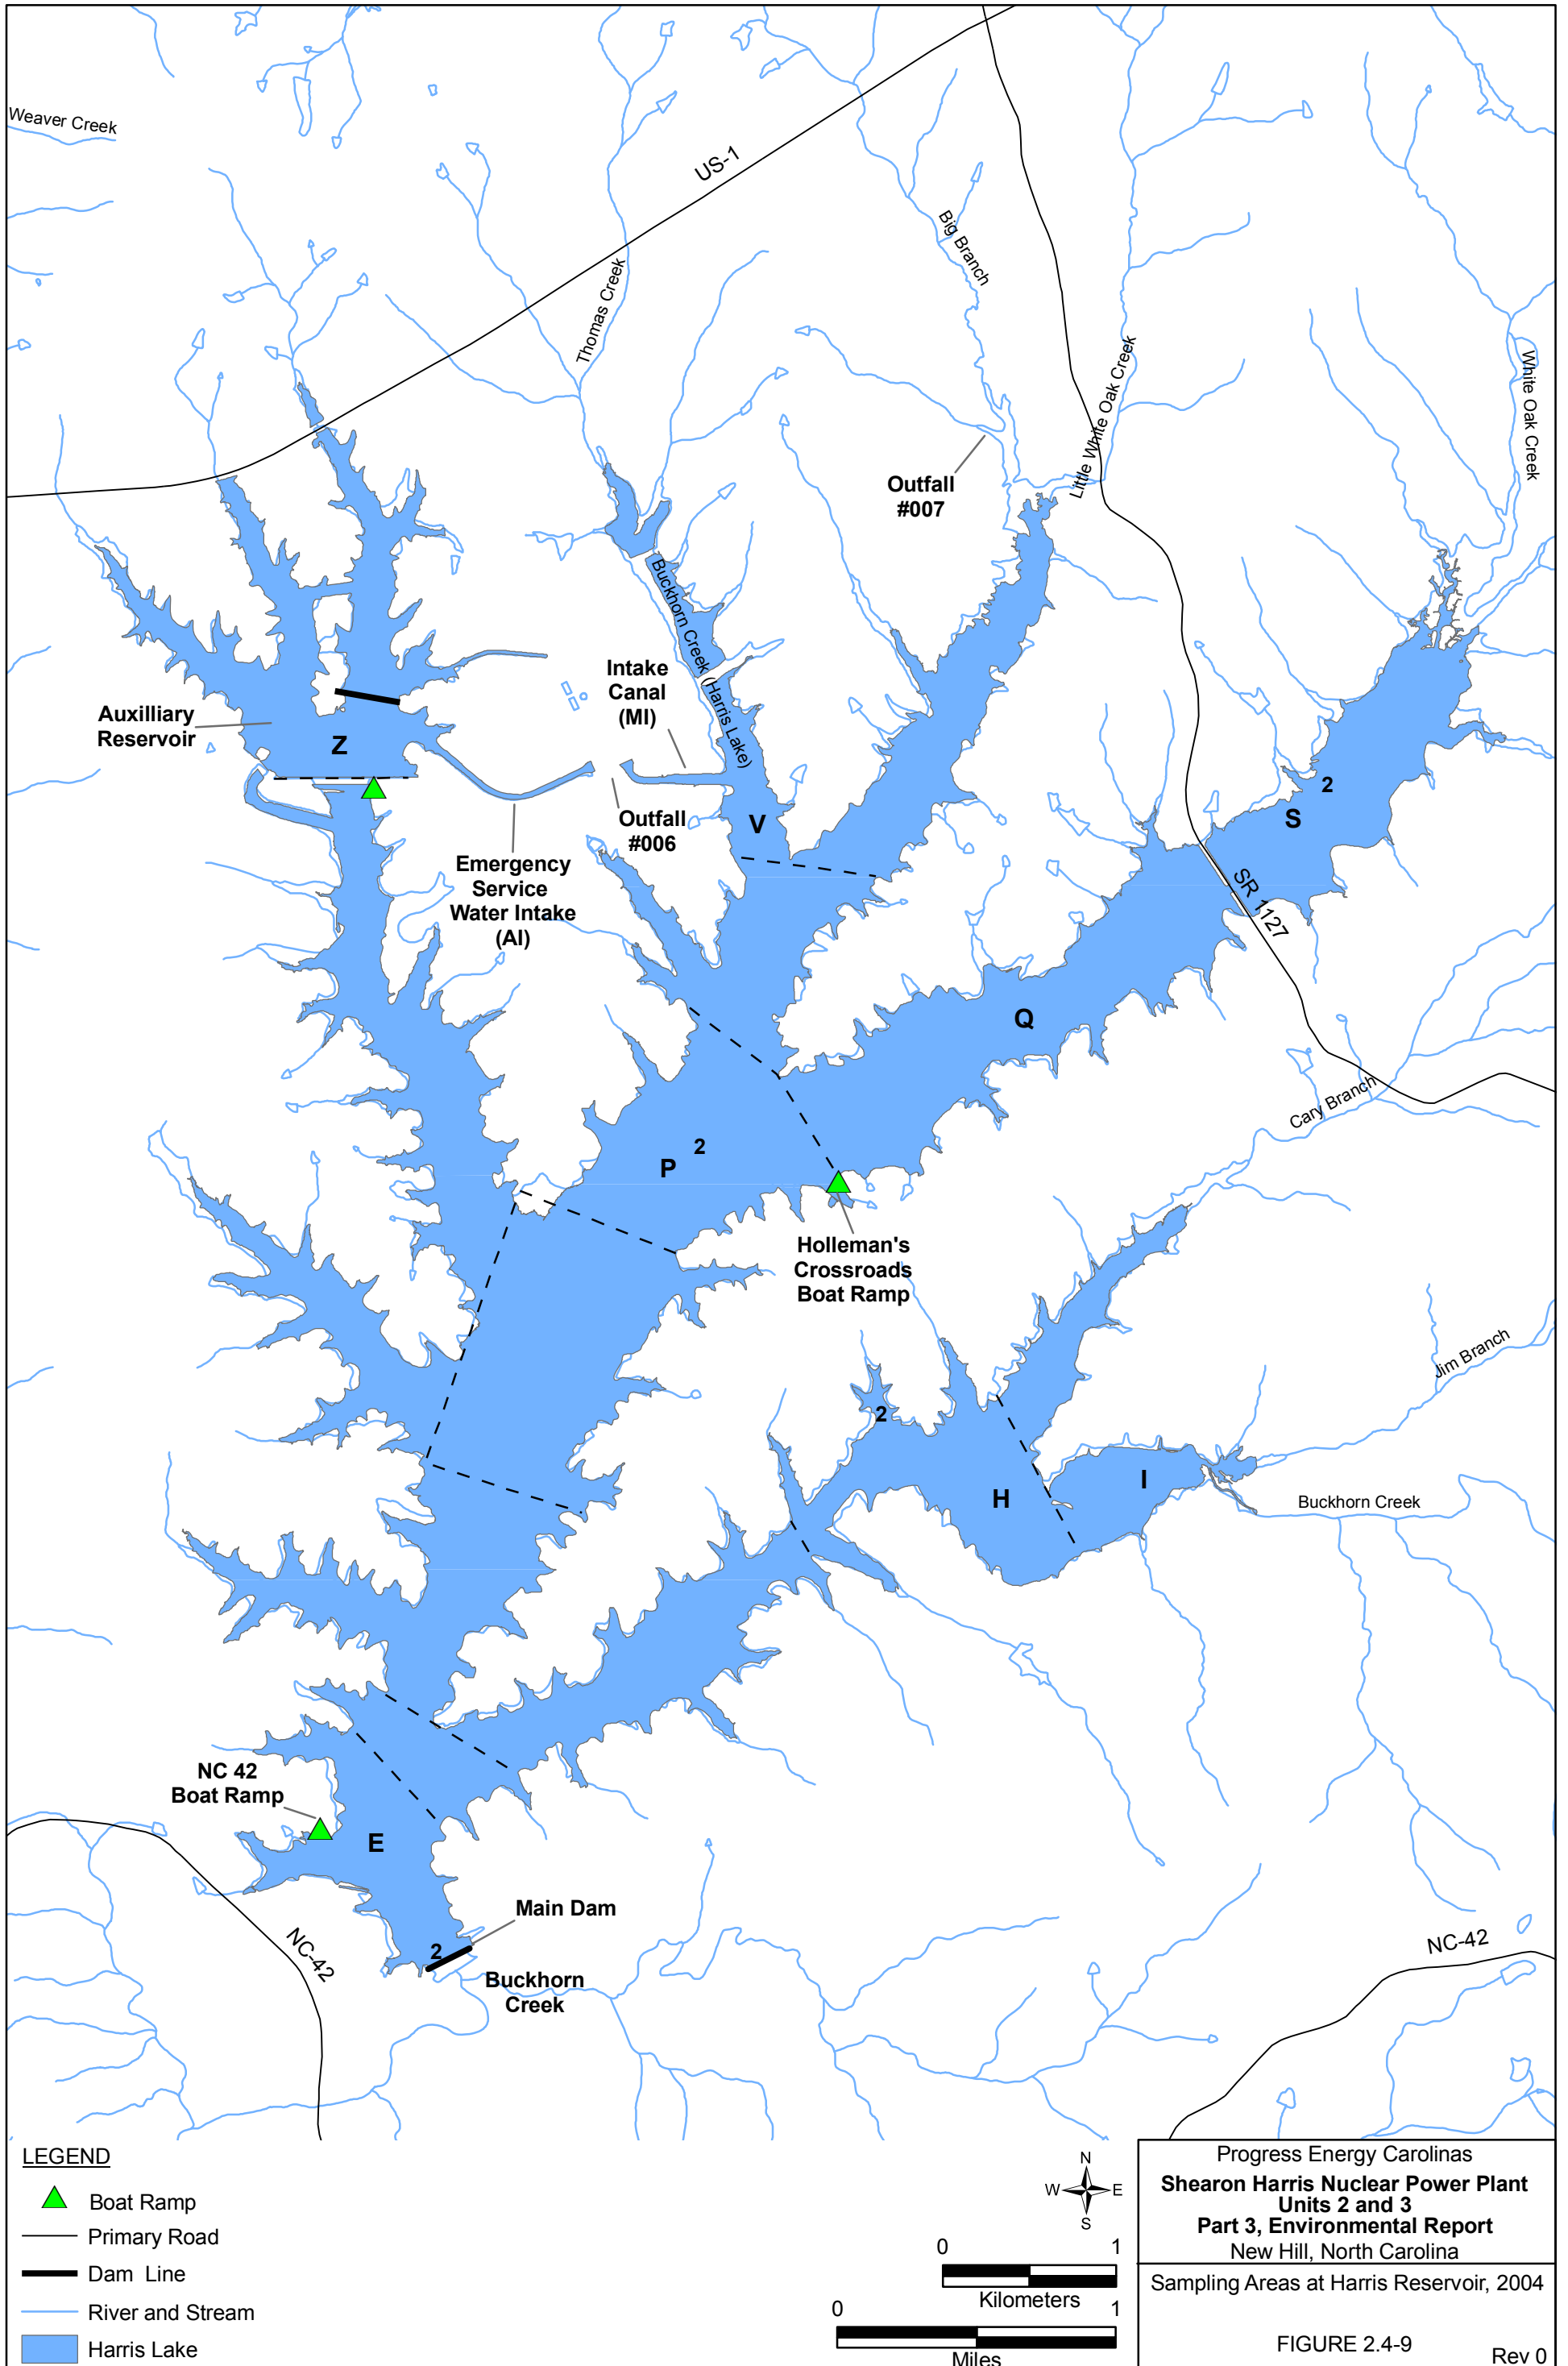 Weaver Creek
US-1
Thomas Creek
Big Branch
Little White Oak Creek
White Oak Creek
Outfall
#007
Buckhorn Creek (Harris Lake)
Intake
Canal
(MI)
Auxilliary
Reservoir
Z
Outfall
#006
V
2
S
Emergency
Service
Water Intake
(AI)
SR 1127
Q
Cary Branch
2
P
Holleman's
Crossroads
Boat Ramp
Jim Branch
2
H
I
Buckhorn Creek
NC 42
Boat Ramp
E
Main Dam
2
NC-42
NC-42
Buckhorn
Creek
LEGEND
Boat Ramp
Primary Road
Dam Line
River and Stream
Harris Lake
N
W
E
S
0
1
Kilometers
0
1
Miles
Progress Energy Carolinas
Shearon Harris Nuclear Power Plant
Units 2 and 3
Part 3, Environmental Report
New Hill, North Carolina
Sampling Areas at Harris Reservoir, 2004
FIGURE 2.4-9
Rev 0